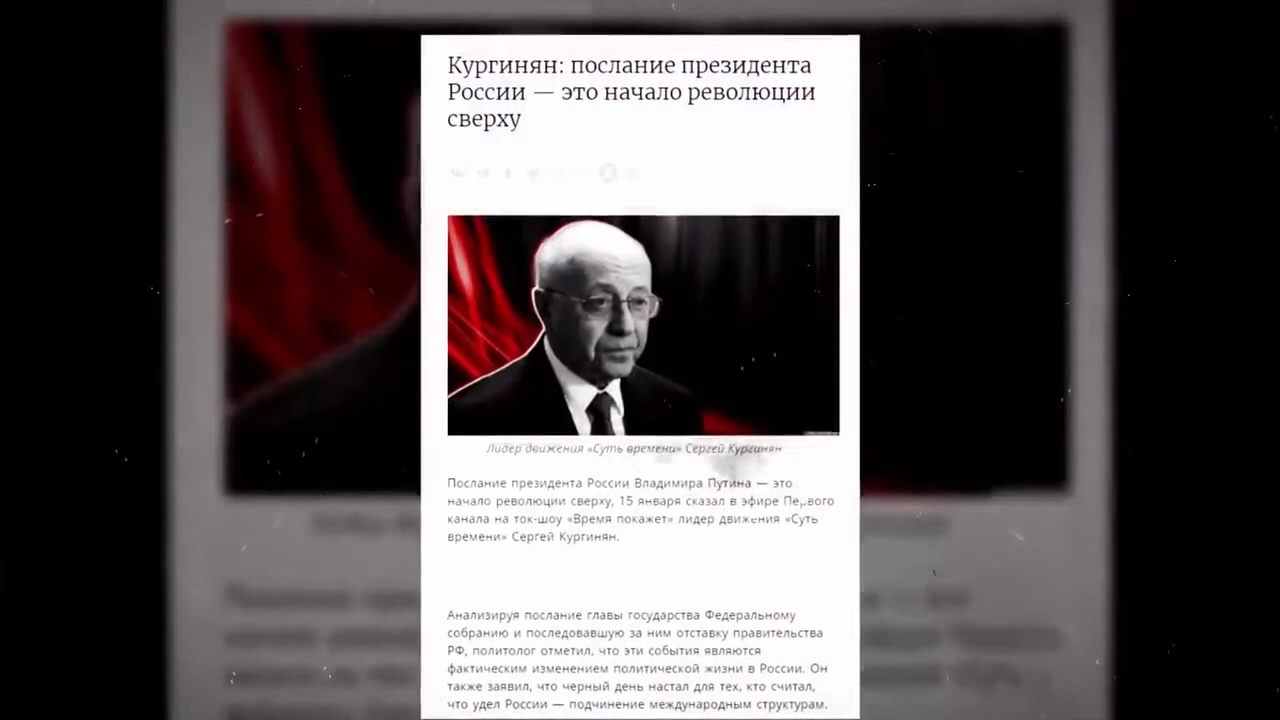 Кургинян: послание президента
России — это начало революции
сверху
Лидер движения «Суть времени» Сергей Кургинян
Послание президента России Владимира Путина — это
начало революции сверху, 15 января сказал в эфире Первого
канала на ток-шоу «Время покажет» лидер движения «Суть
времени» Сергей Кургинян.
Анализируя послание главы государства Федеральному
собранию и последовавшую за ним отставку правительства
РФ, политолог отметил, что эти события являются
фактическим изменением политической жизни в России. Он
также заявил, что черный день настал для тех, кто считал,
что удел России — подчинение международным структурам.